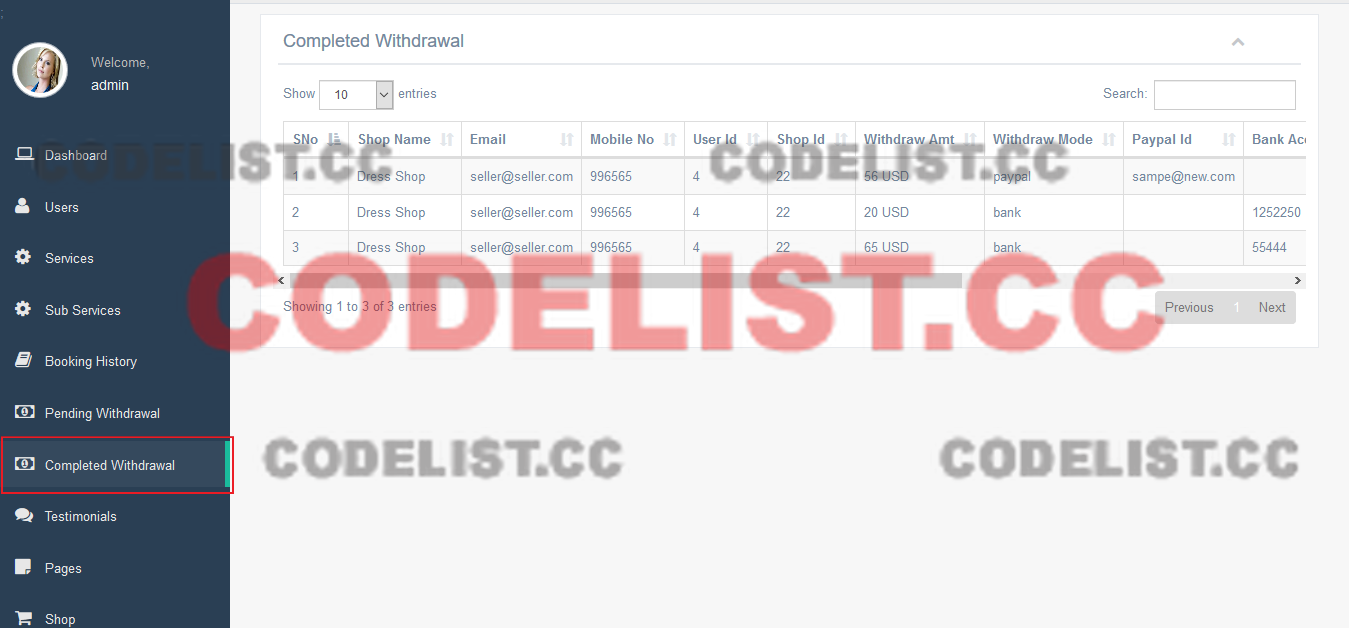 ;
Welcome,
admin
Dashboard
Users
Services
Sub Services
Booking History
Pending Withdrawal
Completed Withdrawal
Testimonials
Pages
Shop
Completed Withdrawal
Show 10 entries
Search:
SNo Shop Name Email Mobile No User Id Shop Id Withdraw Amt Withdraw Mode Paypal Id Bank Acc
1 Dress Shop seller@seller.com 996565 4 22 56 USD paypal sampe@new.com
2 Dress Shop seller@seller.com 996565 4 22 20 USD bank 1252250
3 Dress Shop seller@seller.com 996565 4 22 65 USD bank 55444
Showing 1 to 3 of 3 entries
Previous 1 Next
CODELIST.CC
CODELIST.CC
CODELIST.CC
CODELIST.CC
CODELIST.CC